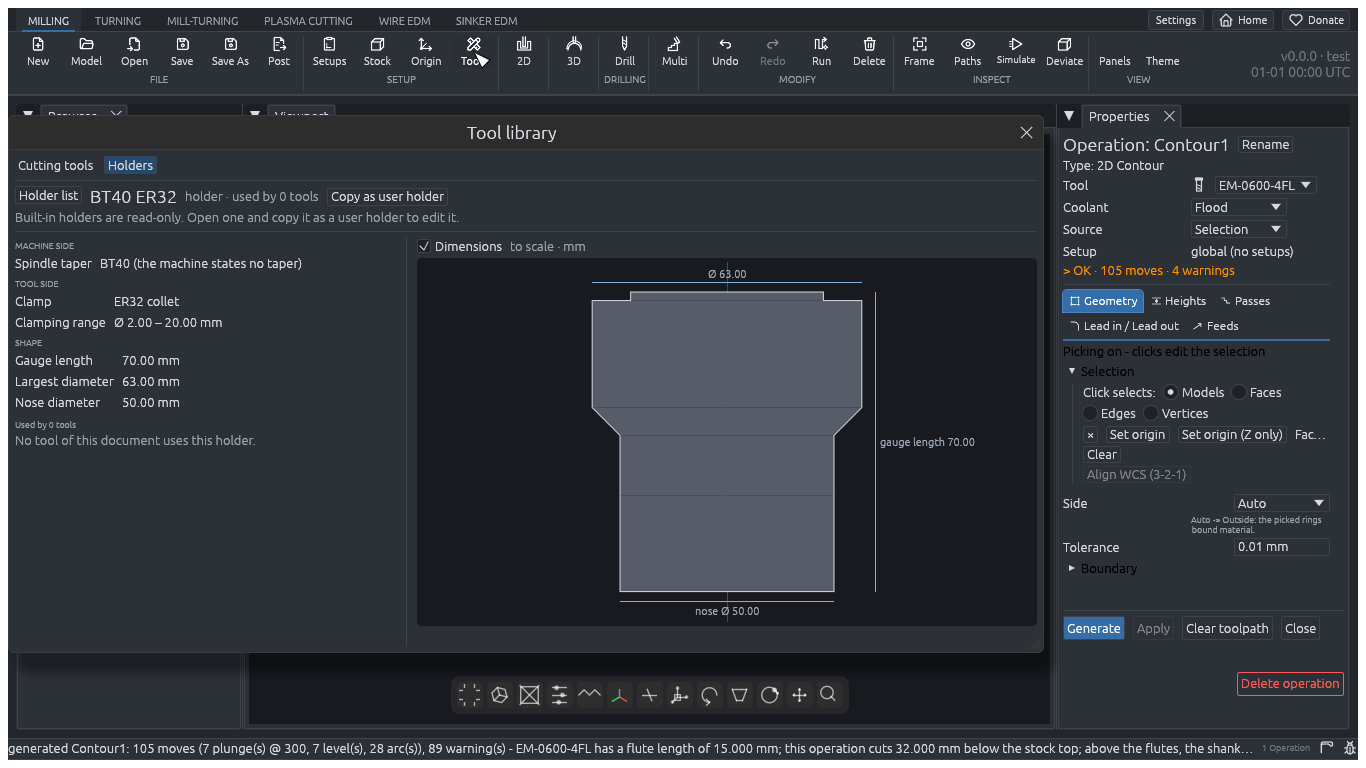 MILLING TURNING MILL-TURNING PLASMA CUTTING WIRE EDM SINKER EDM Settings Home Donate
New Model Open Save Save As Post Setups Stock Origin 2D 3D Drill Multi Undo Redo Run Delete Frame Paths Simulate Deviate Panels Theme
v0.0.0 · test
FILE SETUP DRILLING MODIFY INSPECT VIEW
01-01 00:00 UTC
Browser Viewport Properties
Tool library
Cutting tools Holders
Holder list BT40 ER32 holder · used by 0 tools Copy as user holder
Built-in holders are read-only. Open one and copy it as a user holder to edit it.
MACHINE SIDE
Spindle taper BT40 (the machine states no taper)
TOOL SIDE
Clamp ER32 collet
Clamping range Ø 2.00 – 20.00 mm
SHAPE
Gauge length 70.00 mm
Largest diameter 63.00 mm
Nose diameter 50.00 mm
Used by 0 tools
No tool of this document uses this holder.
Dimensions to scale · mm
Ø 63.00
gauge length 70.00
nose Ø 50.00
Operation: Contour1 Rename
Type: 2D Contour
Tool EM-0600-4FL
Coolant Flood
Source Selection
Setup global (no setups)
> OK · 105 moves · 4 warnings
Geometry Heights Passes
Lead in / Lead out Feeds
Picking on - clicks edit the selection
Selection
Click selects: Models Faces
Edges Vertices
× Set origin Set origin (Z only) Fac...
Clear
Align WCS (3-2-1)
Side Auto
Auto -> Outside: the picked rings
bound material.
Tolerance 0.01 mm
Boundary
Generate Apply Clear toolpath Close
Delete operation
generated Contour1: 105 moves (7 plunge(s) @ 300, 7 level(s), 28 arc(s)), 89 warning(s) - EM-0600-4FL has a flute length of 15.000 mm; this operation cuts 32.000 mm below the stock top; above the flutes, the shank... 1 Operation